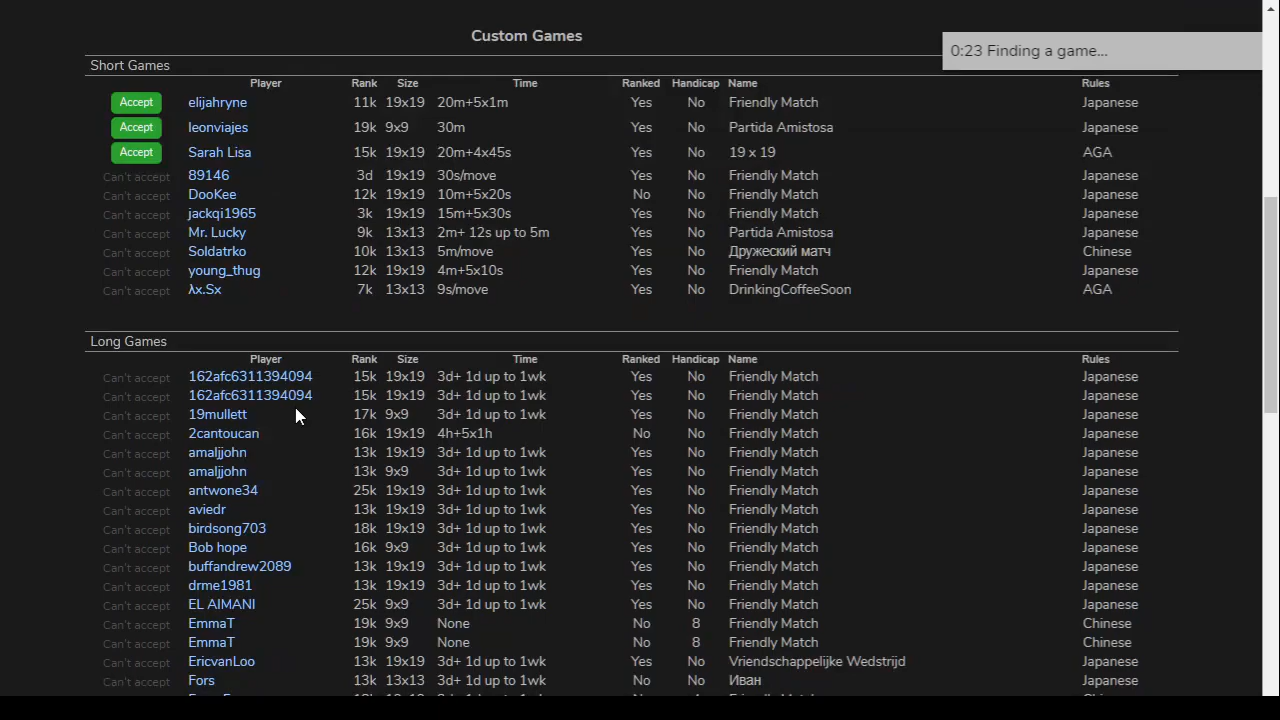 Custom Games
0:23 Finding a game...
Short Games
Player Rank Size Time Ranked Handicap Name Rules
Accept elijahryne 11k 19x19 20m+5x1m Yes No Friendly Match Japanese
Accept leonviajes 19k 9x9 30m Yes No Partida Amistosa Japanese
Accept Sarah Lisa 15k 19x19 20m+4x45s Yes No 19 x 19 AGA
Can't accept 89146 3d 19x19 30s/move Yes No Friendly Match Japanese
Can't accept DooKee 12k 19x19 10m+5x20s No No Friendly Match Japanese
Can't accept jackqi1965 3k 19x19 15m+5x30s Yes No Friendly Match Japanese
Can't accept Mr. Lucky 9k 13x13 2m+ 12s up to 5m Yes No Partida Amistosa Japanese
Can't accept Soldatrko 10k 13x13 5m/move Yes No Дружеский матч Chinese
Can't accept young_thug 12k 19x19 4m+5x10s Yes No Friendly Match Japanese
Can't accept λx.Sx 7k 13x13 9s/move Yes No DrinkingCoffeeSoon AGA
Long Games
Player Rank Size Time Ranked Handicap Name Rules
Can't accept 162afc6311394094 15k 19x19 3d+ 1d up to 1wk Yes No Friendly Match Japanese
Can't accept 162afc6311394094 15k 19x19 3d+ 1d up to 1wk Yes No Friendly Match Japanese
Can't accept 19mullett 17k 9x9 3d+ 1d up to 1wk Yes No Friendly Match Japanese
Can't accept 2cantoucan 16k 19x19 4h+5x1h No No Friendly Match Japanese
Can't accept amaljjohn 13k 19x19 3d+ 1d up to 1wk Yes No Friendly Match Japanese
Can't accept amaljjohn 13k 9x9 3d+ 1d up to 1wk Yes No Friendly Match Japanese
Can't accept antwone34 25k 19x19 3d+ 1d up to 1wk Yes No Friendly Match Japanese
Can't accept aviedr 13k 19x19 3d+ 1d up to 1wk Yes No Friendly Match Japanese
Can't accept birdsong703 18k 19x19 3d+ 1d up to 1wk Yes No Friendly Match Japanese
Can't accept Bob hope 16k 9x9 3d+ 1d up to 1wk Yes No Friendly Match Japanese
Can't accept buffandrew2089 13k 19x19 3d+ 1d up to 1wk Yes No Friendly Match Japanese
Can't accept drme1981 13k 19x19 3d+ 1d up to 1wk Yes No Friendly Match Japanese
Can't accept EL AIMANI 25k 9x9 3d+ 1d up to 1wk Yes No Friendly Match Japanese
Can't accept EmmaT 19k 9x9 None No 8 Friendly Match Chinese
Can't accept EmmaT 19k 9x9 None No 8 Friendly Match Chinese
Can't accept EricvanLoo 13k 19x19 3d+ 1d up to 1wk Yes No Vriendschappelijke Wedstrijd Japanese
Can't accept Fors 13k 13x13 3d+ 1d up to 1wk No No Иван Japanese